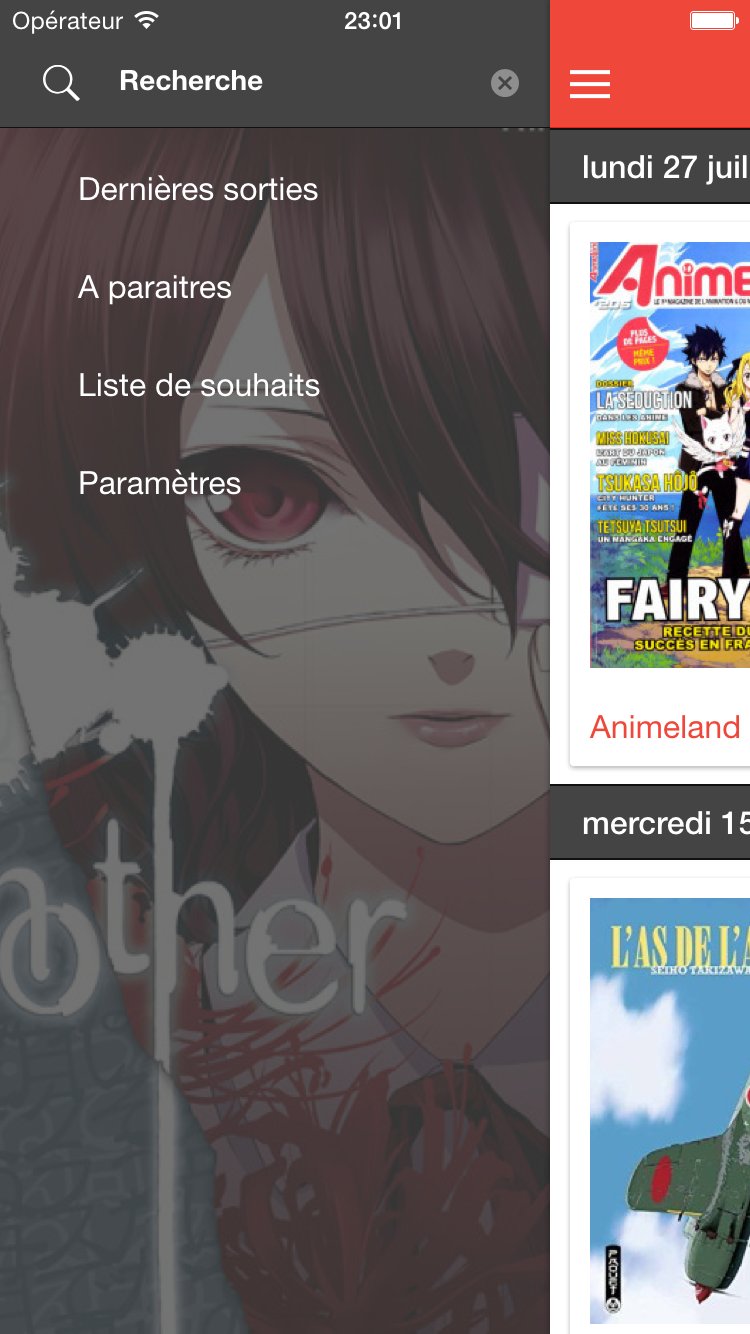 Opérateur 23:01
Recherche
Dernières sorties
A paraitres
Liste de souhaits
Paramètres
other
lundi 27 juil
Anime
205
PLUS
DE PAGES
MÊME
PRIX !
DOSSIER
LA SÉDUCTION
DANS LES ANIME
MISS HOKUSAI
L'ART DU JAPON
AU FÉMININ
TSUKASA HÔJÔ
CITY HUNTER
FÊTE SES 30 ANS !
TETSUYA TSUTSUI
UN MANGAKA ENGAGÉ
FAIRY
RECETTE DU
SUCCÈS EN FRA
Animeland
mercredi 15
L'AS DE L'A
SEIHO TAKIZAWA
PAQUET